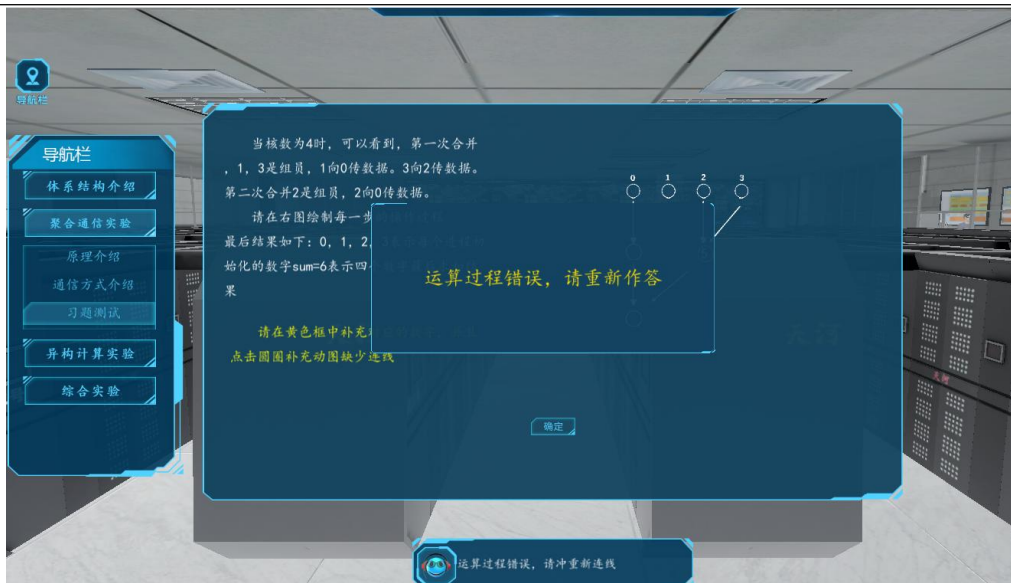 导航栏
导航栏
体系结构介绍
聚合通信实验
原理介绍
通信方式介绍
习题测试
异构计算实验
综合实验
当核数为4时,可以看到,第一次合并
,1,3是组员,1向0传数据。3向2传数据。
第二次合并2是组员,2向0传数据。
请在右图绘制每一步
最后结果如下:0,1,2,
始化的数字sum=6表示四
果
请在黄色框中补充
点击圆圈补充动图缺少连线
0 1 2 3
运算过程错误,请重新作答
确定
天河
天河
运算过程错误,请冲重新连线